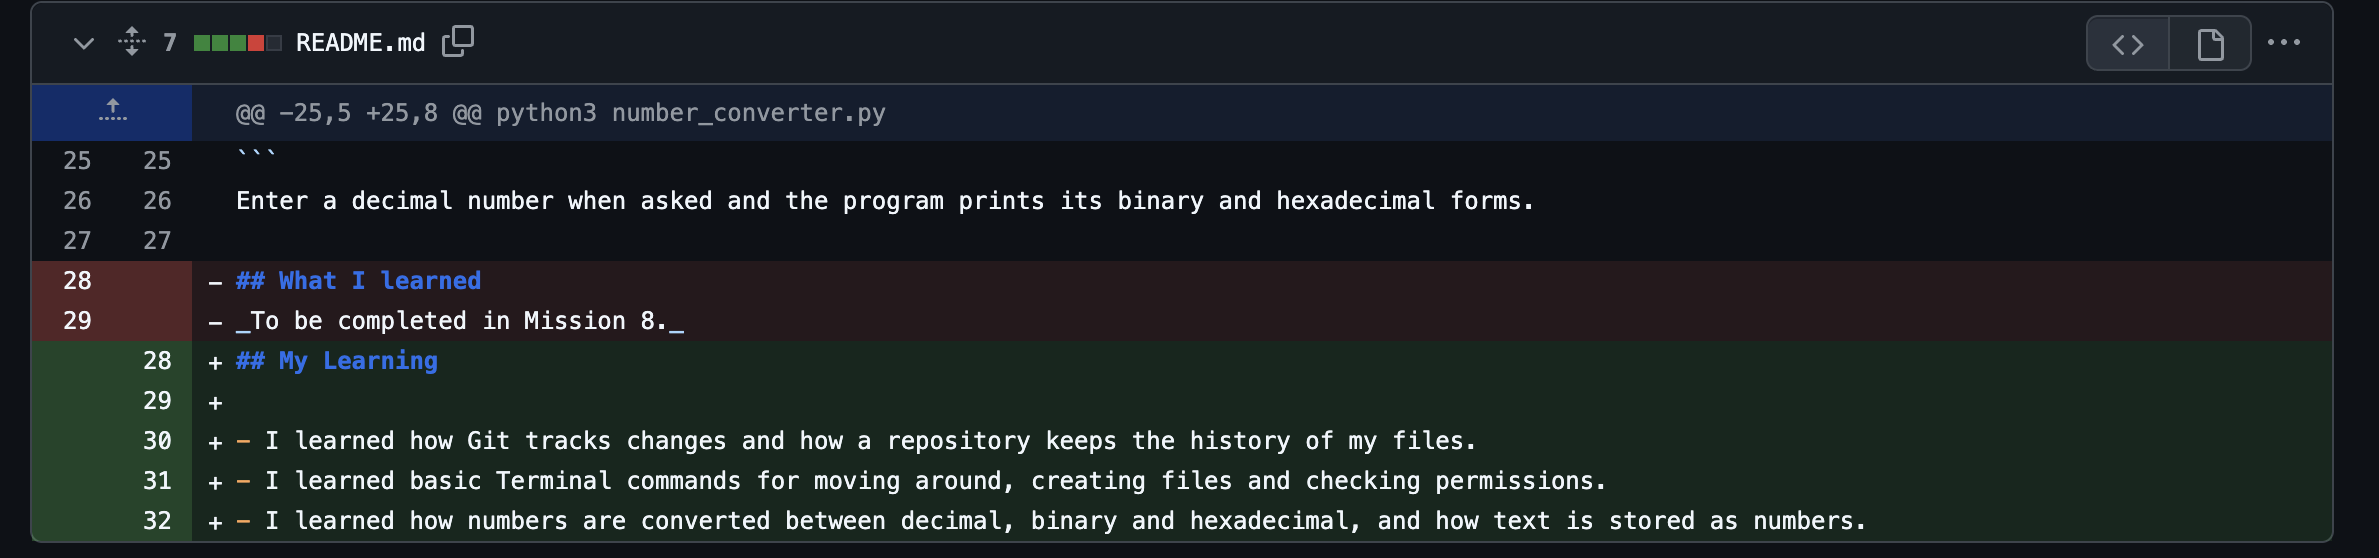 7 README.md
@@ -25,5 +25,8 @@ python3 number_converter.py
25 25 ```
26 26 Enter a decimal number when asked and the program prints its binary and hexadecimal forms.
27 27
28 - ## What I learned
29 - _To be completed in Mission 8._
28 + ## My Learning
29 +
30 + - I learned how Git tracks changes and how a repository keeps the history of my files.
31 + - I learned basic Terminal commands for moving around, creating files and checking permissions.
32 + - I learned how numbers are converted between decimal, binary and hexadecimal, and how text is stored as numbers.